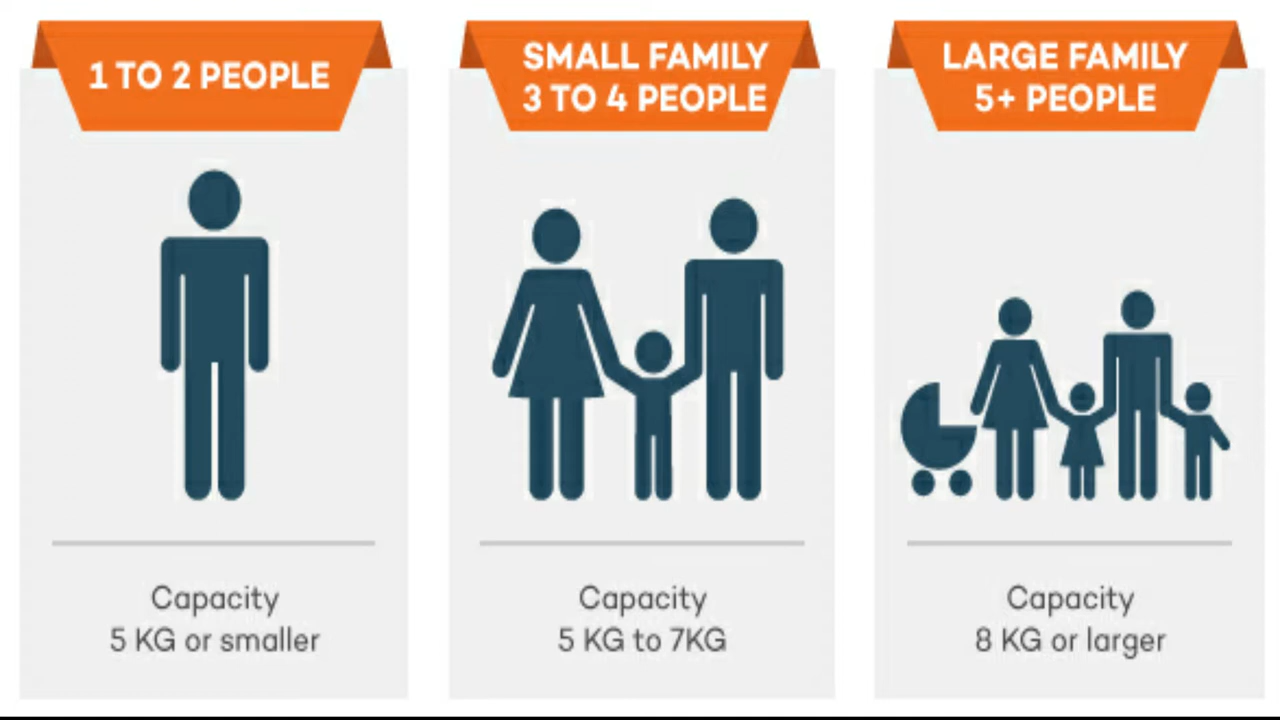 1 TO 2 PEOPLE
Capacity
5 KG or smaller
SMALL FAMILY
3 TO 4 PEOPLE
Capacity
5 KG to 7KG
LARGE FAMILY
5+ PEOPLE
Capacity
8 KG or larger